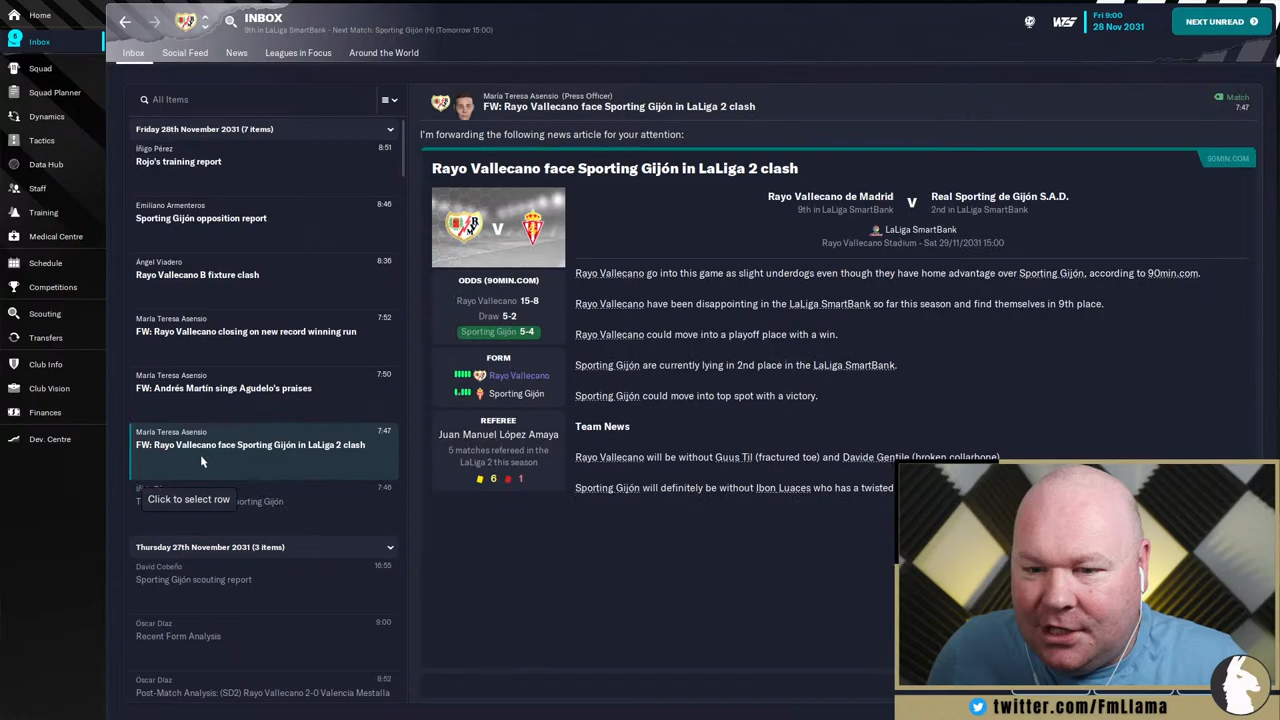 Home
5
Inbox
Squad
Squad Planner
Dynamics
Tactics
Data Hub
Staff
Training
Medical Centre
Schedule
Competitions
Scouting
Transfers
Club Info
Club Vision
Finances
Dev. Centre
INBOX
9th in LaLiga SmartBank - Next Match: Sporting Gijón (H) (Tomorrow 15:00)
Fri 9:00
28 Nov 2031
NEXT UNREAD
Inbox Social Feed News Leagues in Focus Around the World
All Items
Friday 28th November 2031 (7 items)
Iñigo Pérez 8:51
Rojo's training report
Emiliano Armenteros 8:46
Sporting Gijón opposition report
Ángel Viadero 8:36
Rayo Vallecano B fixture clash
María Teresa Asensio 7:52
FW: Rayo Vallecano closing on new record winning run
María Teresa Asensio 7:50
FW: Andrés Martín sings Agudelo's praises
María Teresa Asensio 7:47
FW: Rayo Vallecano face Sporting Gijón in LaLiga 2 clash
7:46
Click to select row
porting Gijón
Thursday 27th November 2031 (3 items)
David Cobeño 16:55
Sporting Gijón scouting report
Óscar Díaz 9:00
Recent Form Analysis
Óscar Díaz 8:52
Post-Match Analysis: (SD2) Rayo Vallecano 2-0 Valencia Mestalla
María Teresa Asensio (Press Officer)
FW: Rayo Vallecano face Sporting Gijón in LaLiga 2 clash
Match
7:47
I'm forwarding the following news article for your attention:
90MIN.COM
Rayo Vallecano face Sporting Gijón in LaLiga 2 clash
V
ODDS (90MIN.COM)
Rayo Vallecano 15-8
Draw 5-2
Sporting Gijón 5-4
FORM
Rayo Vallecano
Sporting Gijón
REFEREE
Juan Manuel López Amaya
5 matches refereed in the
LaLiga 2 this season
6 1
Rayo Vallecano de Madrid V Real Sporting de Gijón S.A.D.
9th in LaLiga SmartBank 2nd in LaLiga SmartBank
LaLiga SmartBank
Rayo Vallecano Stadium - Sat 29/11/2031 15:00
Rayo Vallecano go into this game as slight underdogs even though they have home advantage over Sporting Gijón, according to 90min.com.
Rayo Vallecano have been disappointing in the LaLiga SmartBank so far this season and find themselves in 9th place.
Rayo Vallecano could move into a playoff place with a win.
Sporting Gijón are currently lying in 2nd place in the LaLiga SmartBank.
Sporting Gijón could move into top spot with a victory.
Team News
Rayo Vallecano will be without Guus Til (fractured toe) and Davide Gentile (broken collarbone)
Sporting Gijón will definitely be without Ibon Luaces who has a twisted
twitter.com/FmLlama